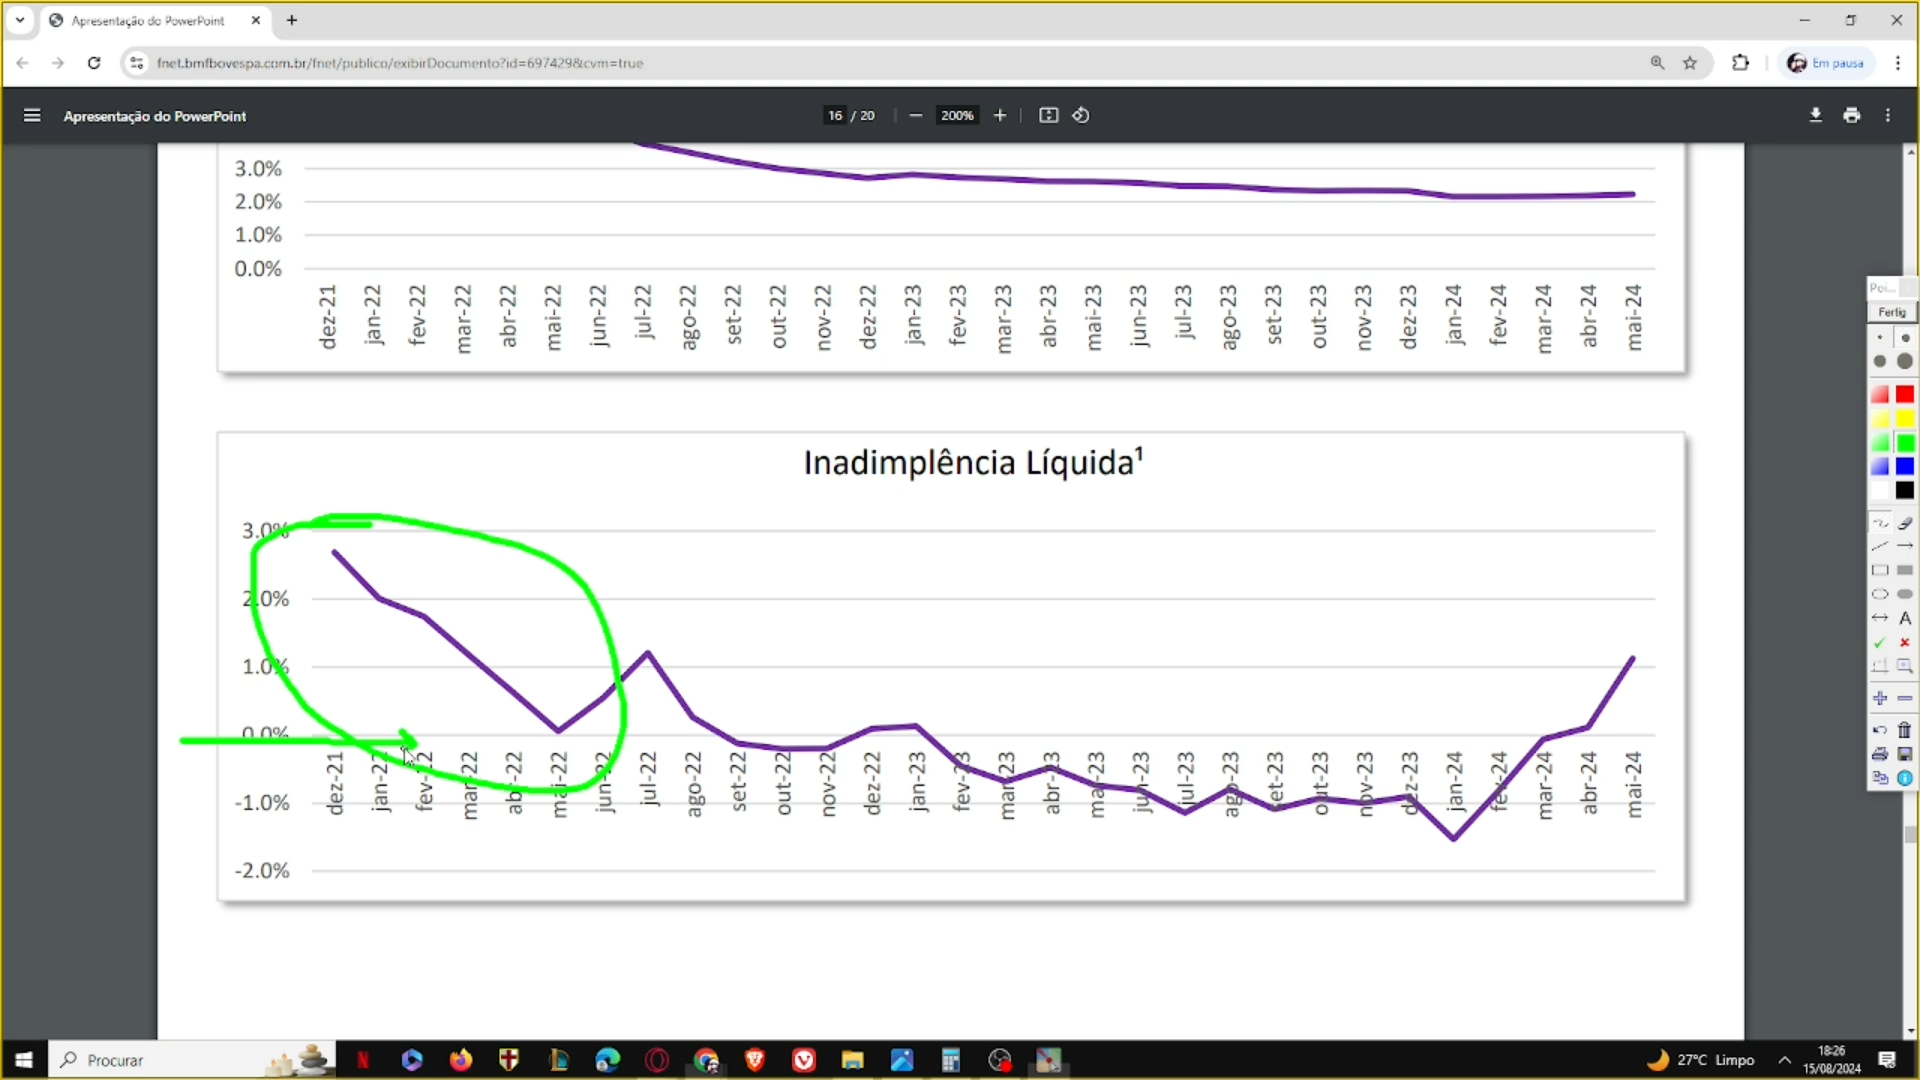 Apresentação do PowerPoint
fnet.bmfbovespa.com.br/fnet/publico/exibirDocumento?id=697429&cvm=true
Em pausa
Apresentação do PowerPoint
16 / 20
200%
3.0%
2.0%
1.0%
0.0%
dez-21 jan-22 fev-22 mar-22 abr-22 mai-22 jun-22 jul-22 ago-22 set-22 out-22 nov-22 dez-22 jan-23 fev-23 mar-23 abr-23 mai-23 jun-23 jul-23 ago-23 set-23 out-23 nov-23 dez-23 jan-24 fev-24 mar-24 abr-24 mai-24
Poi...
Fertig
A
Inadimplência Líquida¹
3.0%
2.0%
1.0%
0.0%
dez-21 jan-22 fev-22 mar-22 abr-22 mai-22 jun-22 jul-22 ago-22 set-22 out-22 nov-22 dez-22 jan-23 fev-23 mar-23 abr-23 mai-23 jun-23 jul-23 ago-23 set-23 out-23 nov-23 dez-23 jan-24 fev-24 mar-24 abr-24 mai-24
-1.0%
-2.0%
Procurar
27°C Limpo
18:26
15/08/2024